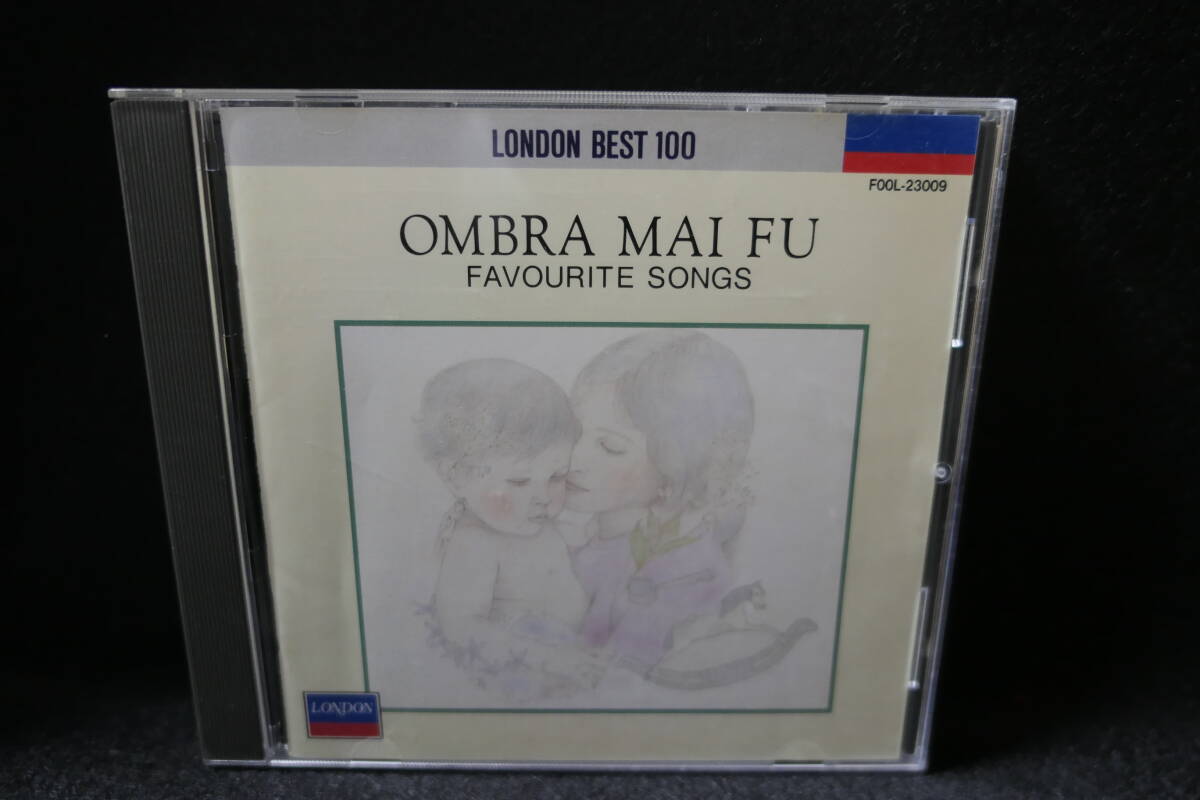 LONDON BEST 100
F00L-23009
OMBRA MAI FU
FAVOURITE SONGS
LONDON